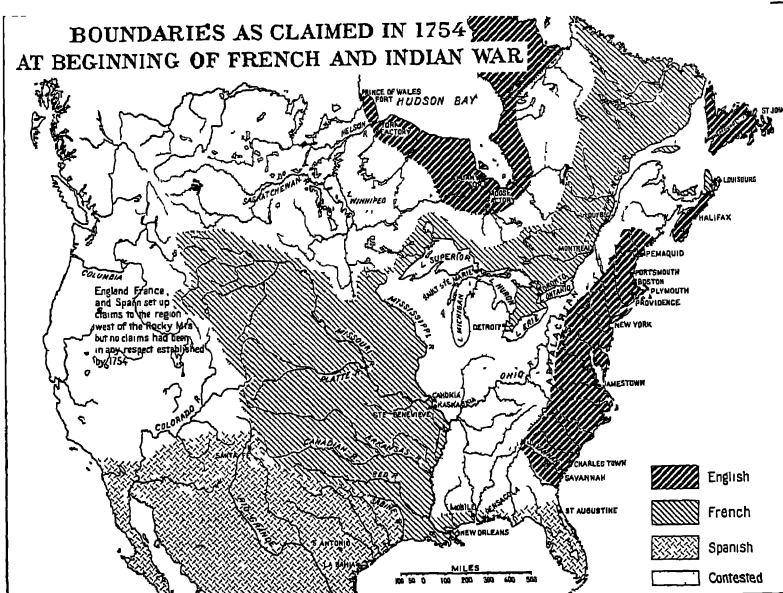 BOUNDARIES AS CLAIMED IN 1754
AT BEGINNING OF FRENCH AND INDIAN WAR
PRINCE OF WALES
FORT
HUDSON BAY
NELSON
R.
FACTORY
SASKATCHEWAN
L.
WINNIPEG
MOOSE
FACTORY
ST JOHN
LOUISBURG
HALIFAX
MONTREAL
PEMAQUID
PORTSMOUTH
BOSTON
PLYMOUTH
PROVIDENCE
NEW YORK
L. SUPERIOR
SAULT STE MARIE
L. MICHIGAN
HURON
TORONTO
ONTARIO
L. ERIE
DETROIT
MISSISSIPPI
R.
COLUMBIA
England France
and Spain set up
claims to the region
west of the Rocky Mts
but no claims had been
in any respect established
by 1754
MISSOURI
PLATTE R.
OHIO R.
APPALACHIAN
JAMESTOWN
CAHOKIA
KASKASKIA
STE GENEVIEVE
COLORADO R.
CANADIAN R.
ARKANSAS
RED R.
SABINE R.
SANTA
RIO GRANDE
S ANTONIO
LA BAHIA
MOBILE
PENSACOLA
NEW ORLEANS
CHARLES TOWN
SAVANNAH
ST AUGUSTINE
English
French
Spanish
Contested
MILES
100 50 0 100 200 300 400 500